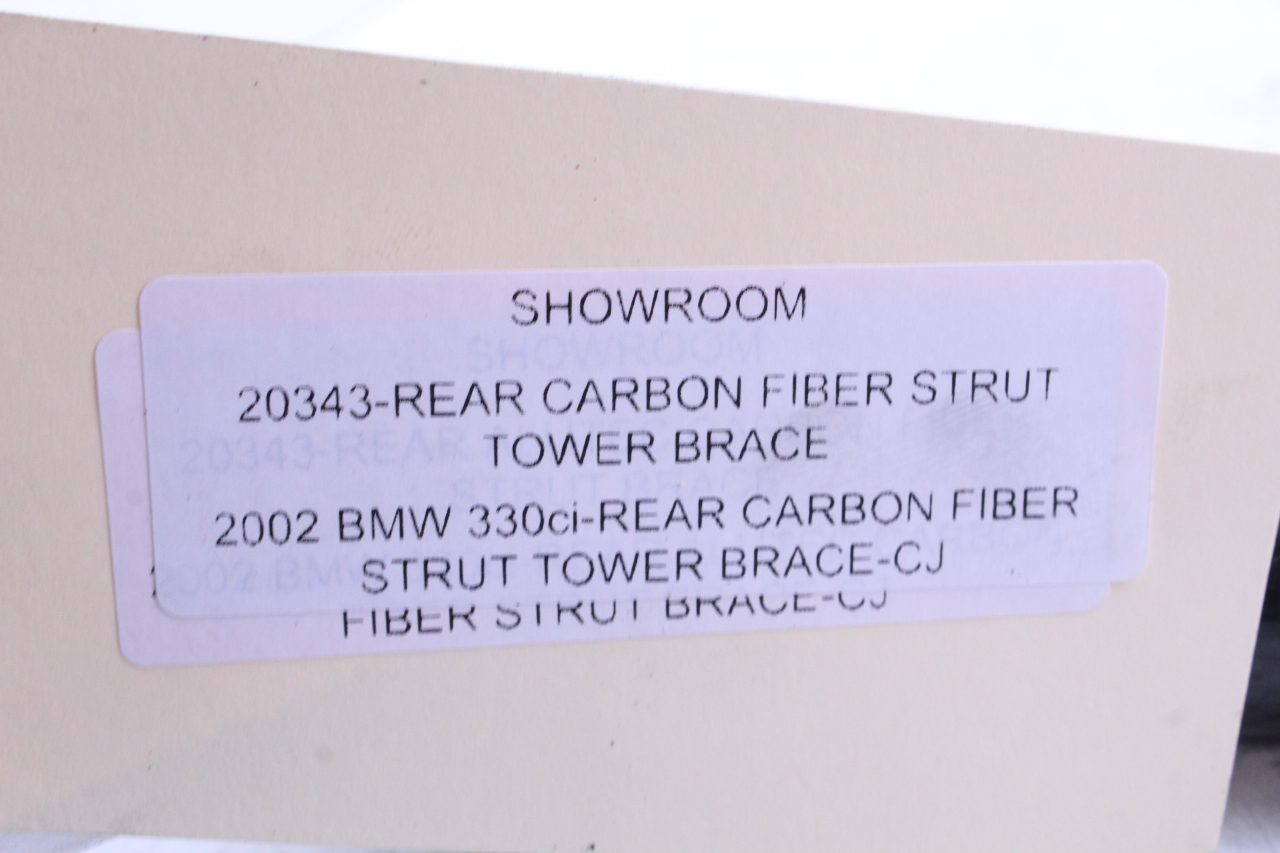 SHOWROOM
20343-REAR CARBON FIBER STRUT
TOWER BRACE
2002 BMW 330ci-REAR CARBON FIBER
STRUT TOWER BRACE-CJ
FIBER STRUT BRACE-CJ